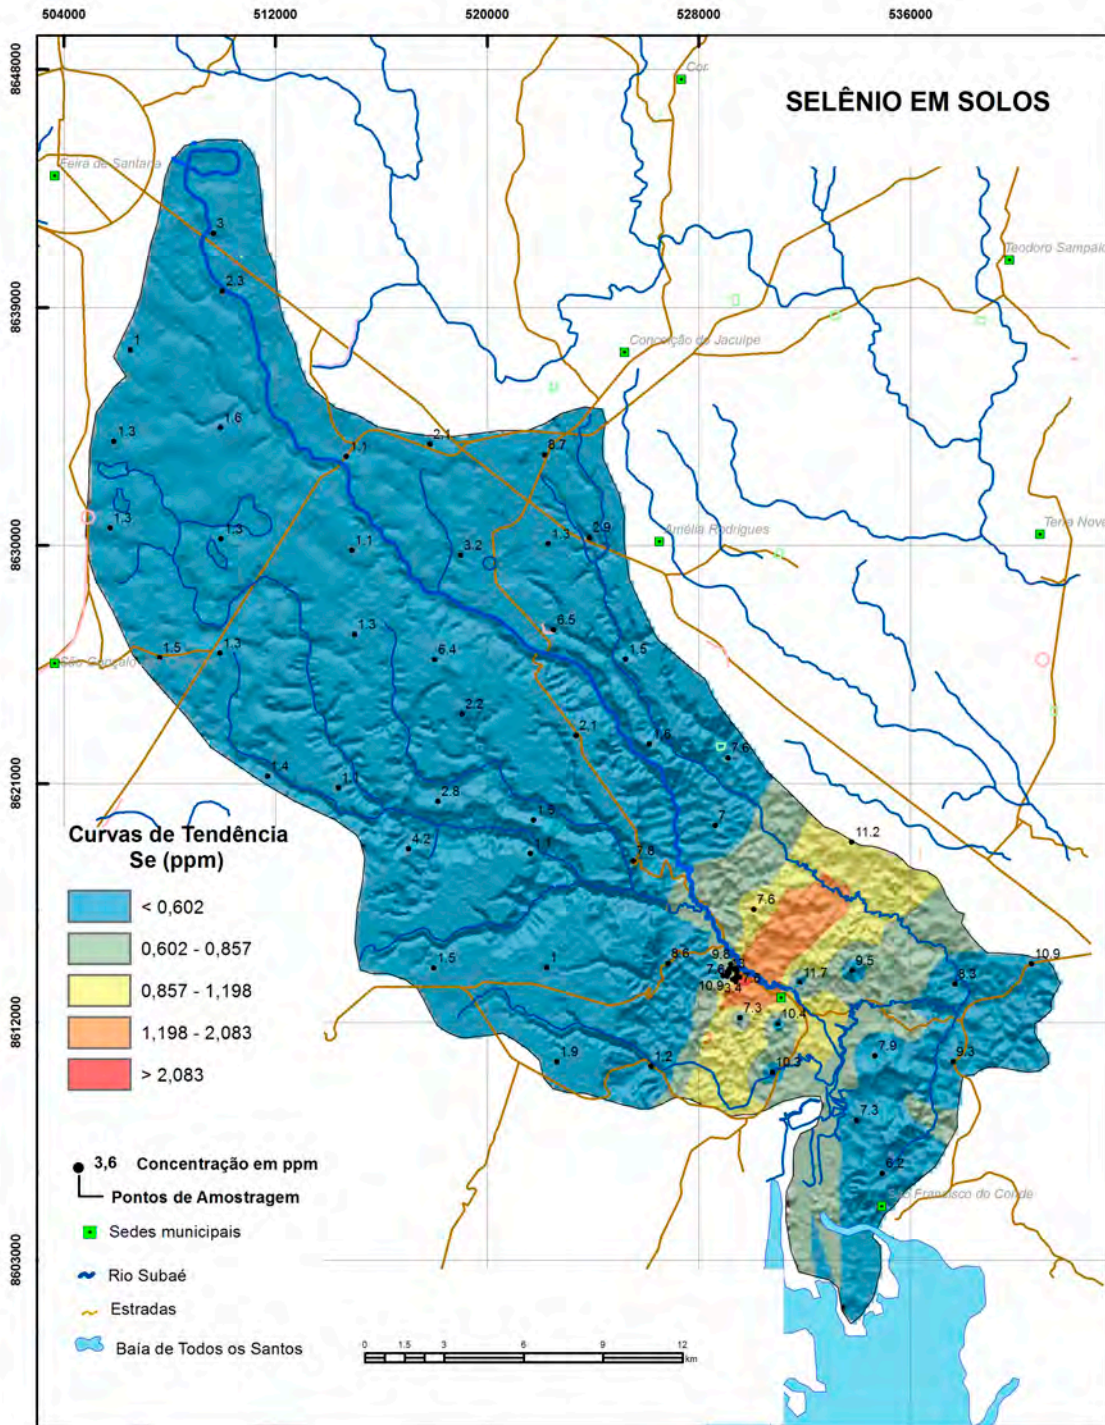 504000 512000 520000 528000 536000
8648000
8639000
8630000
8621000
8612000
8603000
SELÊNIO EM SOLOS
Cor.
Feira de Santana
Teodoro Sampaio
Conceição do Jacuipe
Amélia Rodrigues
Terra Nova
São Gonçalo
São Francisco do Conde
3
2.3
1
1.6
1.3
1.1
2.1
8.7
1.3
1.3
1.1
3.2
1.3
2.9
1.3
6.5
1.5
1.3
6.4
1.5
2.2
2.1
1.6
7.6
1.4
1.1
2.8
1.5
7
4.2
1.1
7.8
11.2
7.6
1.5
1
8.6
9.8
7.6
10.9
3.4
7.8
11.7
9.5
8.3
10.9
7.3
10.4
1.9
1.2
10.3
7.9
9.3
7.3
6.2
Curvas de Tendência
Se (ppm)
< 0,602
0,602 - 0,857
0,857 - 1,198
1,198 - 2,083
> 2,083
3,6 Concentração em ppm
Pontos de Amostragem
Sedes municipais
Rio Subaé
Estradas
Baía de Todos os Santos
0 1.5 3 6 9 12
km